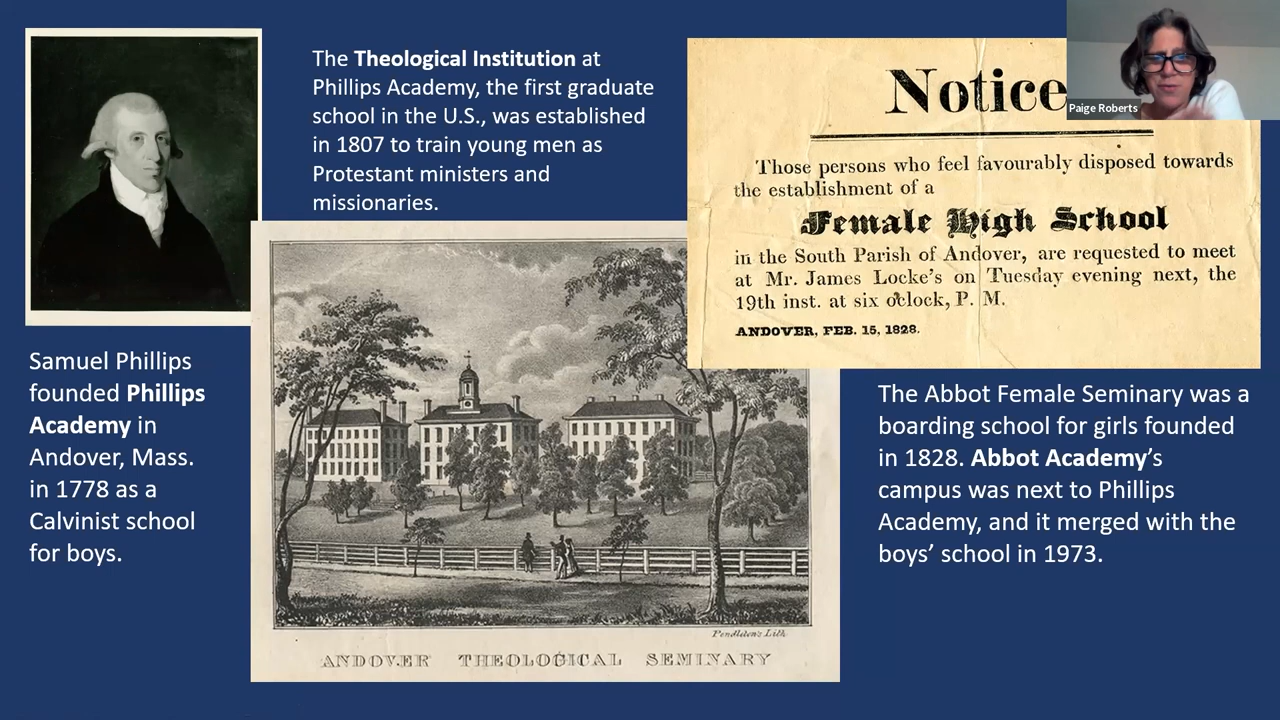 The Theological Institution at
Phillips Academy, the first graduate
school in the U.S., was established
in 1807 to train young men as
Protestant ministers and
missionaries.
Notice
Paige Roberts
Those persons who feel favourably disposed towards
the establishment of a
Female High School
in the South Parish of Andover, are requested to meet
at Mr. James Locke's on Tuesday evening next, the
19th inst. at six o'clock, P. M.
ANDOVER, FEB. 15, 1828.
Samuel Phillips
founded Phillips
Academy in
Andover, Mass.
in 1778 as a
Calvinist school
for boys.
Pendleton's Lith
ANDOVER THEOLOGICAL SEMINARY
The Abbot Female Seminary was a
boarding school for girls founded
in 1828. Abbot Academy's
campus was next to Phillips
Academy, and it merged with the
boys' school in 1973.